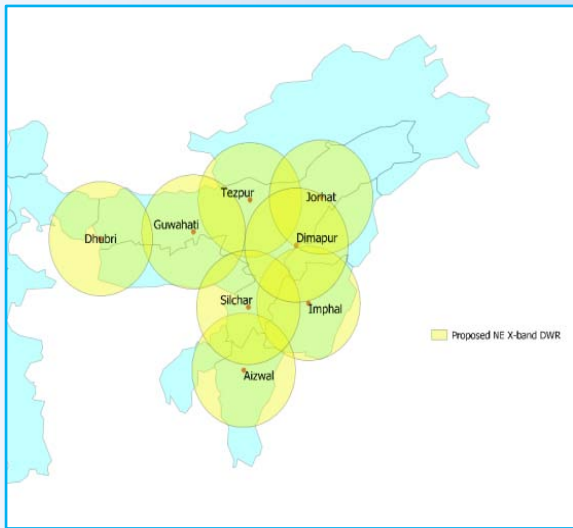 Tezpur
Jorhat
Guwahati
Dhubri
Dimapur
Silchar
Imphal
Proposed NE X-band DWR
Aizwal